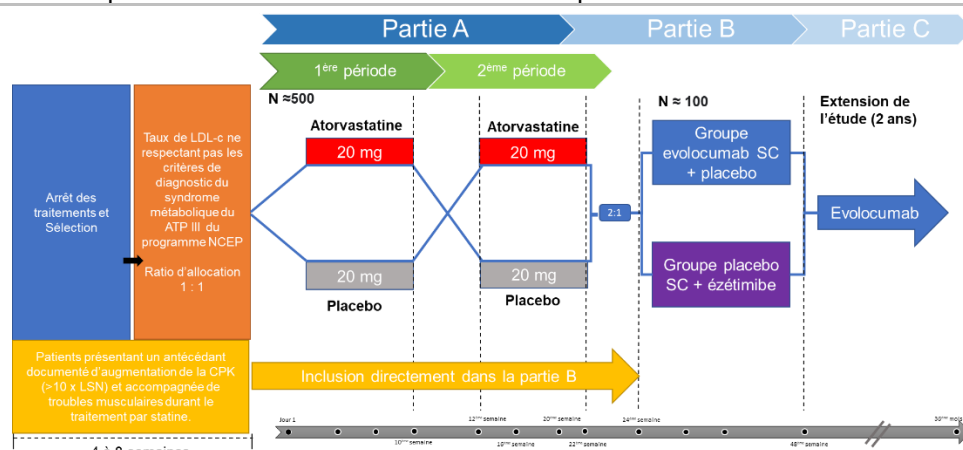 Partie A
Partie B
Partie C
1ère période
2ème période
N ≈500
N ≈ 100
Extension de
l'étude (2 ans)
Arrêt des
traitements et
Sélection
Taux de LDL-c ne
respectant pas les
critères de
diagnostic du
syndrome
métabolique du
ATP III du
programme NCEP
Ratio d'allocation
1 : 1
Atorvastatine
20 mg
Atorvastatine
20 mg
20 mg
Placebo
20 mg
Placebo
2:1
Groupe
evolocumab SC
+ placebo
Groupe placebo
SC + ézétimibe
Evolocumab
Patients présentant un antécédant
documenté d'augmentation de la CPK
(>10 x LSN) et accompagnée de
troubles musculaires durant le
traitement par statine.
Inclusion directement dans la partie B
Jour 1
10ème semaine
12ème semaine
16ème semaine
20ème semaine
22ème semaine
24ème semaine
48ème semaine